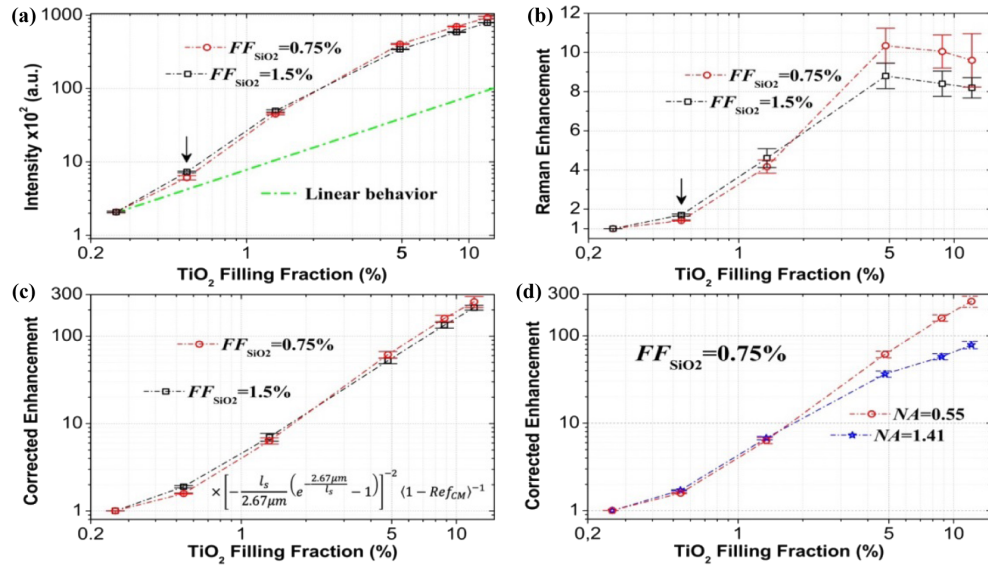 (a)
1000
100
10
1
Intensity x10² (a.u.)
FF_SiO2=0.75%
FF_SiO2=1.5%
Linear behavior
0.2
1
10
TiO₂ Filling Fraction (%)
(b)
12
10
8
6
4
2
1
Raman Enhancement
FF_SiO2=0.75%
FF_SiO2=1.5%
0,2
1
10
TiO₂ Filling Fraction (%)
(c)
300
100
10
1
Corrected Enhancement
FF_SiO2=0.75%
FF_SiO2=1.5%
×[-l_s/2.67μm (e^(-2.67μm/l_s) -1)]^-2 ⟨1-Ref_CM⟩^-1
0.2
1
10
TiO₂ Filling Fraction (%)
(d)
300
100
10
1
Corrected Enhancement
FF_SiO2=0.75%
NA=0.55
NA=1.41
0.2
1
10
TiO₂ Filling Fraction (%)